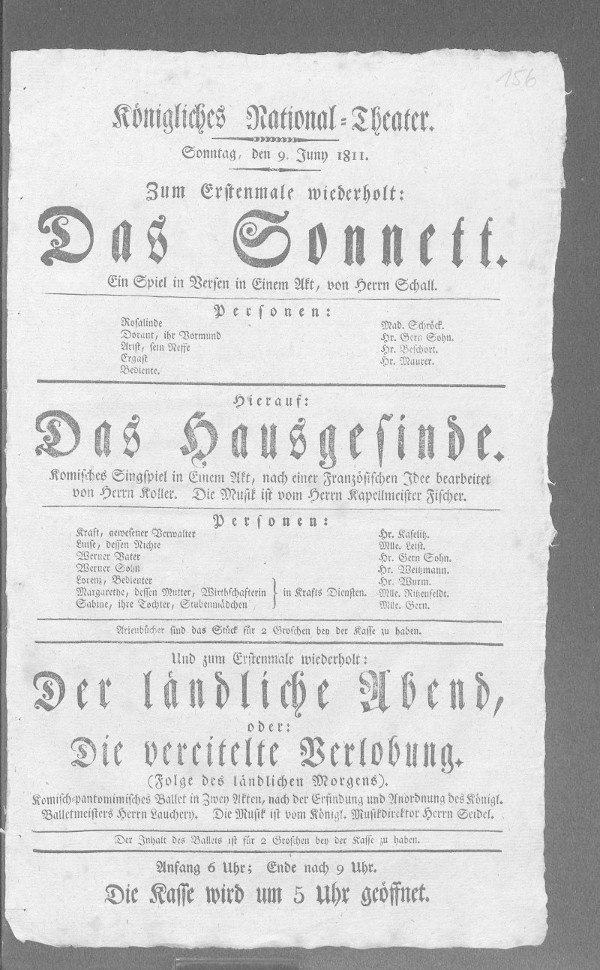 156
Königliches National-Theater.
Sonntag, den 9. Juny 1811.
Zum Erstenmale wiederholt:
Das Sonnett.
Ein Spiel in Versen in Einem Akt, von Herrn Schall.
Personen:
Rosalinde Mad. Schröck.
Dorant, ihr Vormund Hr. Gern Sohn.
Arist, sein Neffe Hr. Beschort.
Ergast Hr. Maurer.
Bediente.
Hierauf:
Das Hausgesinde.
Komisches Singspiel in Einem Akt, nach einer Französischen Idee bearbeitet
von Herrn Koller. Die Musik ist vom Herrn Kapellmeister Fischer.
Personen:
Kraft, gewesener Verwalter Hr. Kaselitz.
Luise, dessen Nichte Mlle. Leist.
Werner Vater Hr. Gern Sohn.
Werner Sohn Hr. Weitzmann.
Lorenz, Bedienter Hr. Wurm.
Margarethe, dessen Mutter, Wirthschafterin } in Krafts Diensten. Mlle. Ritzenfeldt.
Sabine, ihre Tochter, Stubenmädchen Mlle. Gern.
Arienbücher sind das Stück für 2 Groschen bey der Kasse zu haben.
Und zum Erstenmale wiederholt:
Der ländliche Abend,
oder:
Die vereitelte Verlobung.
(Folge des ländlichen Morgens).
Komisch-pantomimisches Ballet in Zwey Akten, nach der Erfindung und Anordnung des Königl.
Balletmeisters Herrn Lauchery. Die Musik ist vom Königl. Musikdirektor Herrn Seidel.
Der Inhalt des Ballets ist für 2 Groschen bey der Kasse zu haben.
Anfang 6 Uhr; Ende nach 9 Uhr.
Die Kasse wird um 5 Uhr geöffnet.